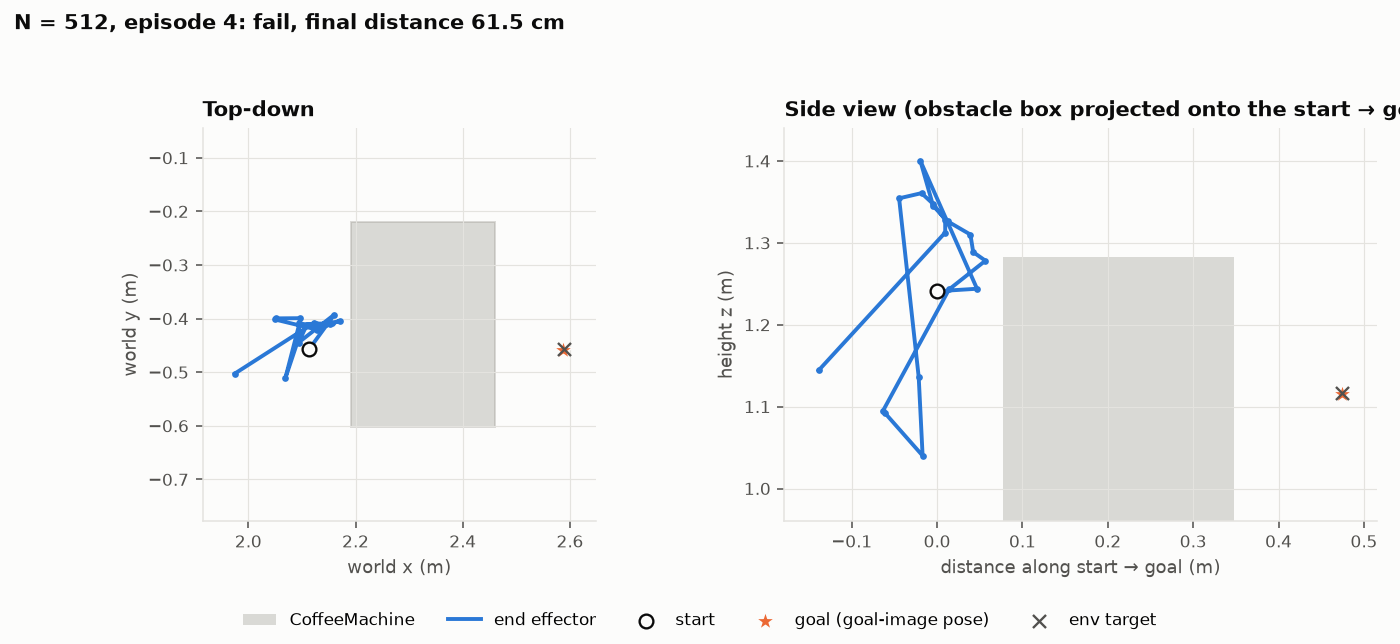 N = 512, episode 4: fail, final distance 61.5 cm
Top-down
−0.1
−0.2
−0.3
−0.4
−0.5
−0.6
−0.7
world y (m)
2.0
2.2
2.4
2.6
world x (m)
Side view (obstacle box projected onto the start → g
1.4
1.3
1.2
1.1
1.0
height z (m)
−0.1
0.0
0.1
0.2
0.3
0.4
0.5
distance along start → goal (m)
CoffeeMachine
end effector
start
goal (goal-image pose)
env target